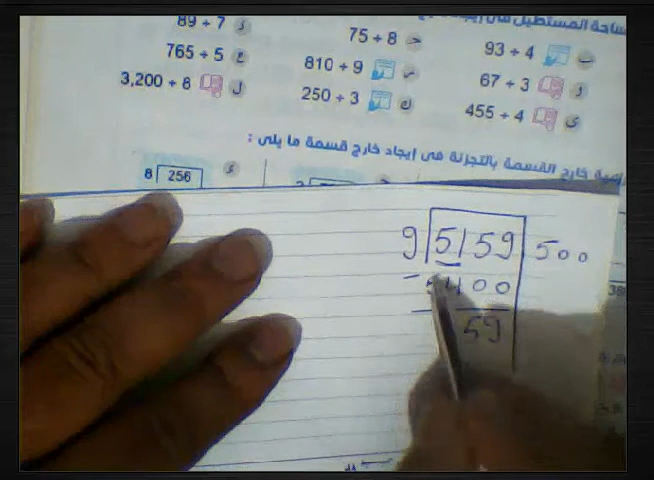 89 ÷ 7 ز
75 ÷ 8 ح
93 ÷ 4 ب
765 ÷ 5 ع
810 ÷ 9 س
67 ÷ 3 و
3,200 ÷ 8 ل
250 ÷ 3 ك
455 ÷ 4 ى
خارج القسمة بالتجزئة فى إيجاد خارج قسمة ما يلى :
8 256 د
9 5159 500
00
59